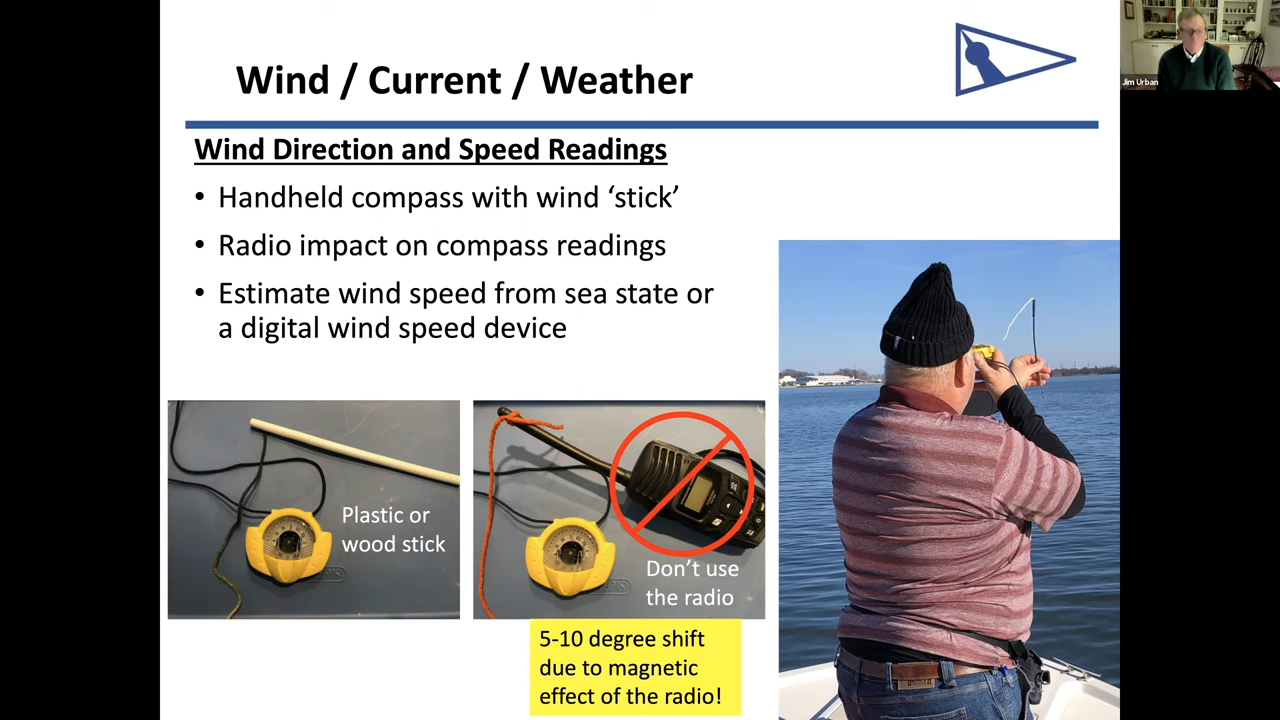 Wind / Current / Weather
Jim Urban
Wind Direction and Speed Readings
• Handheld compass with wind ‘stick’
• Radio impact on compass readings
• Estimate wind speed from sea state or
a digital wind speed device
Plastic or
wood stick
Don’t use
the radio
5-10 degree shift
due to magnetic
effect of the radio!